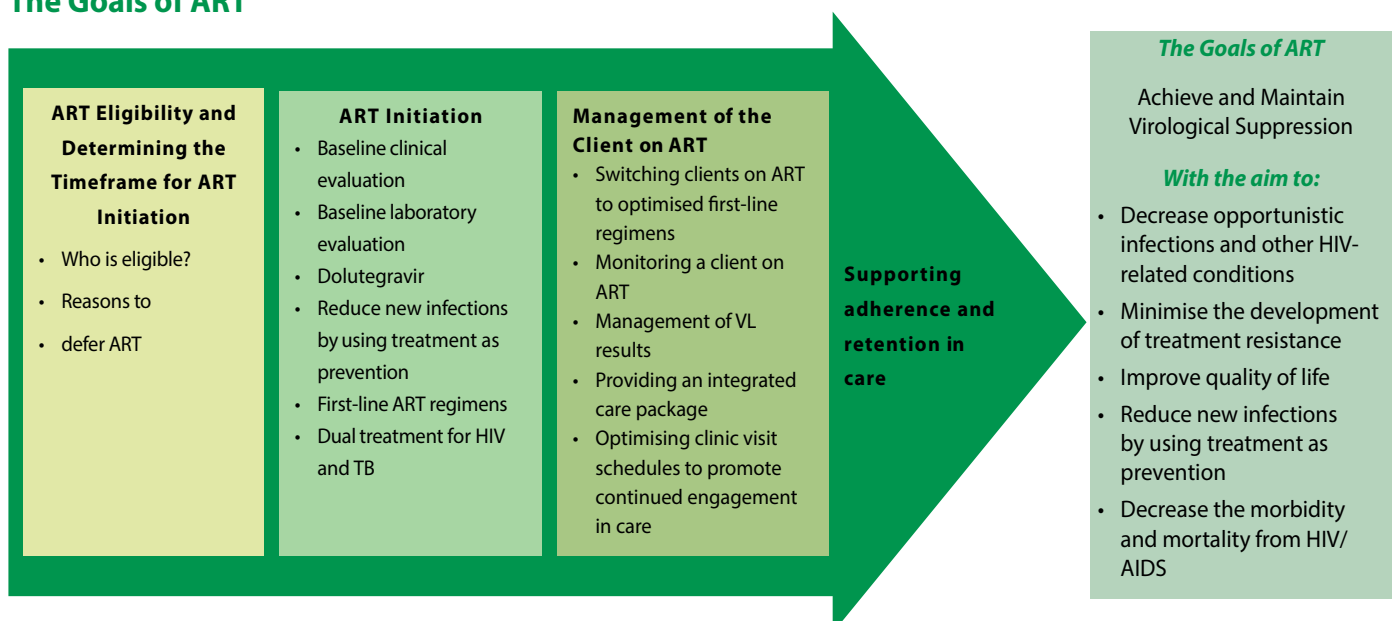 The Goals of ART
ART Eligibility and
Determining the
Timeframe for ART
Initiation
• Who is eligible?
• Reasons to
• defer ART
ART Initiation
• Baseline clinical
evaluation
• Baseline laboratory
evaluation
• Dolutegravir
• Reduce new infections
by using treatment as
prevention
• First-line ART regimens
• Dual treatment for HIV
and TB
Management of the
Client on ART
• Switching clients on ART
to optimised first-line
regimens
• Monitoring a client on
ART
• Management of VL
results
• Providing an integrated
care package
• Optimising clinic visit
schedules to promote
continued engagement
in care
Supporting
adherence and
retention in
care
The Goals of ART
Achieve and Maintain
Virological Suppression
With the aim to:
• Decrease opportunistic
infections and other HIV-
related conditions
• Minimise the development
of treatment resistance
• Improve quality of life
• Reduce new infections
by using treatment as
prevention
• Decrease the morbidity
and mortality from HIV/
AIDS